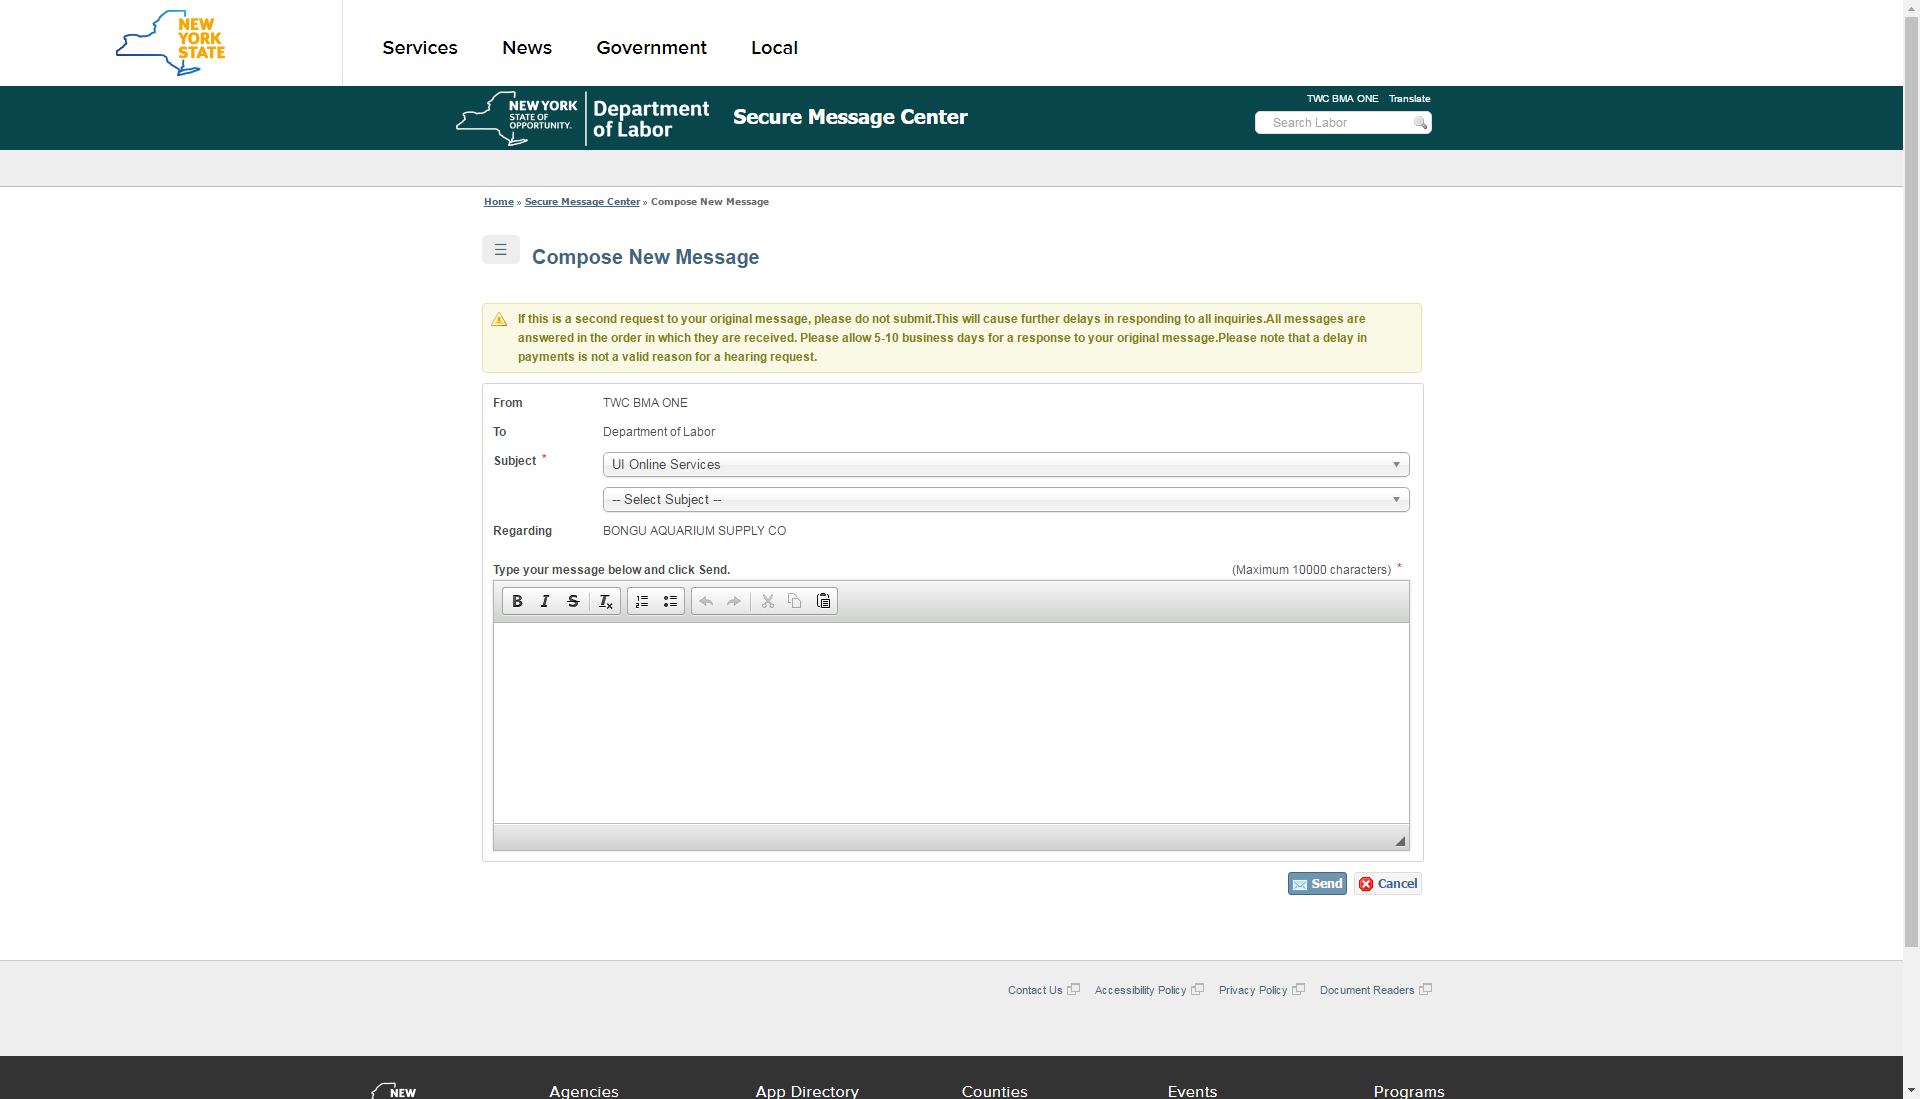 NEW
YORK
STATE
Services News Government Local
NEW YORK
STATE OF
OPPORTUNITY.
Department
of Labor
Secure Message Center
TWC BMA ONE Translate
Search Labor
Home » Secure Message Center » Compose New Message
☰ Compose New Message
If this is a second request to your original message, please do not submit.This will cause further delays in responding to all inquiries.All messages are
answered in the order in which they are received. Please allow 5-10 business days for a response to your original message.Please note that a delay in
payments is not a valid reason for a hearing request.
From TWC BMA ONE
To Department of Labor
Subject * UI Online Services
-- Select Subject --
Regarding BONGU AQUARIUM SUPPLY CO
Type your message below and click Send. (Maximum 10000 characters) *
B I S Tx
Send Cancel
Contact Us Accessibility Policy Privacy Policy Document Readers
NEW
Agencies App Directory Counties Events Programs